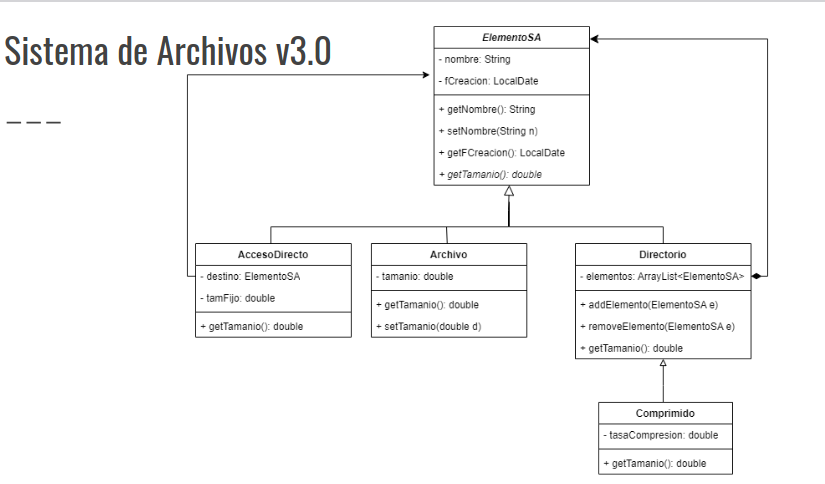 Sistema de Archivos v3.0
---
ElementoSA
- nombre: String
- fCreacion: LocalDate
+ getNombre(): String
+ setNombre(String n)
+ getFCreacion(): LocalDate
+ getTamanio(): double
AccesoDirecto
- destino: ElementoSA
- tamFijo: double
+ getTamanio(): double
Archivo
- tamanio: double
+ getTamanio(): double
+ setTamanio(double d)
Directorio
- elementos: ArrayList<ElementoSA>
+ addElemento(ElementoSA e)
+ removeElemento(ElementoSA e)
+ getTamanio(): double
Comprimido
- tasaCompresion: double
+ getTamanio(): double